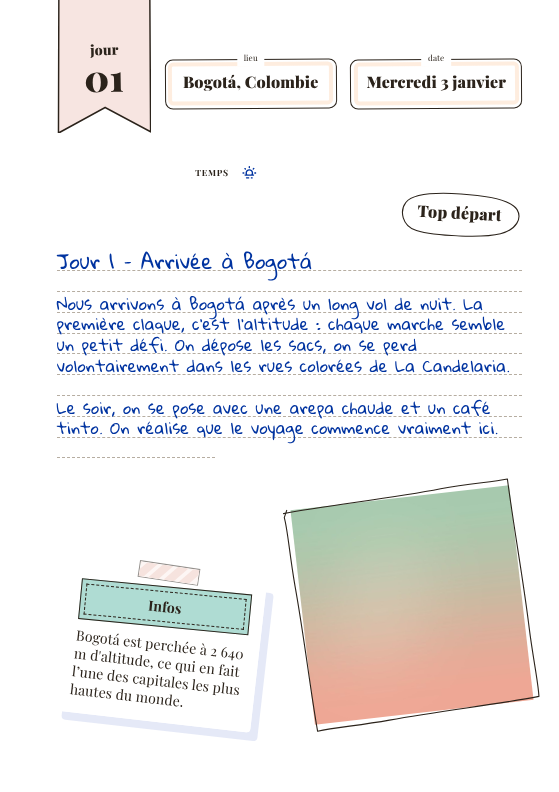 jour
01
lieu
Bogotá, Colombie
date
Mercredi 3 janvier
TEMPS
Top départ
Jour 1 - Arrivée à Bogotá
Nous arrivons à Bogotá après un long vol de nuit. La
première claque, c'est l'altitude : chaque marche semble
un petit défi. On dépose les sacs, on se perd
volontairement dans les rues colorées de La Candelaria.
Le soir, on se pose avec une arepa chaude et un café
tinto. On réalise que le voyage commence vraiment ici.
Infos
Bogotá est perchée à 2 640
m d'altitude, ce qui en fait
l'une des capitales les plus
hautes du monde.